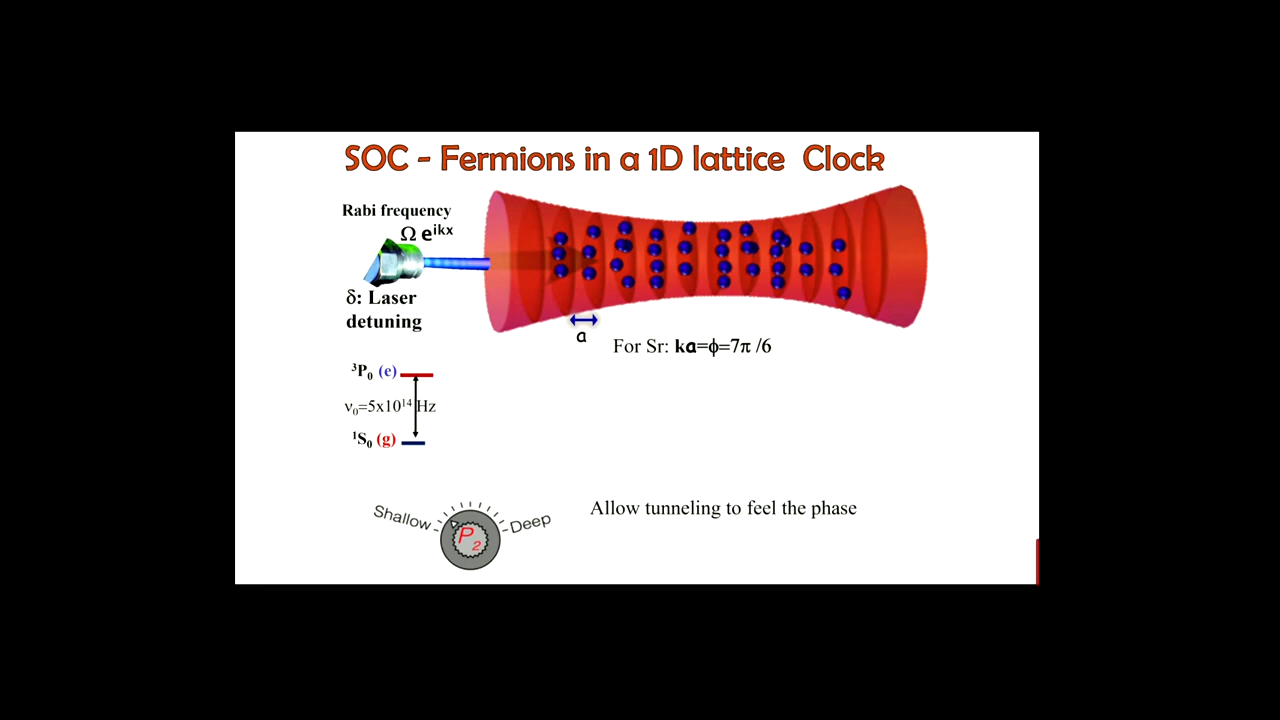 SOC - Fermions in a 1D lattice Clock
Rabi frequency
Ω e^ikx
δ: Laser
detuning
a
For Sr: ka=ϕ=7π /6
³P₀ (e)
ν₀=5x10¹⁴ Hz
¹S₀ (g)
Shallow
Deep
P₂
Allow tunneling to feel the phase